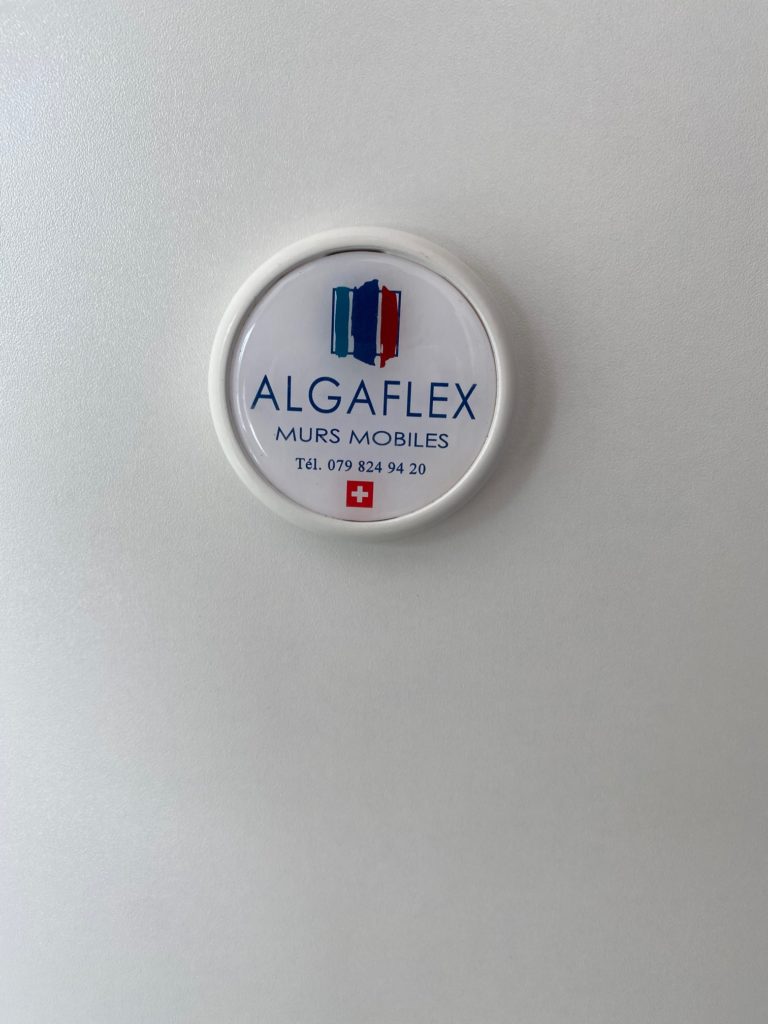 ALGAFLEX
MURS MOBILES
Tél. 079 824 94 20